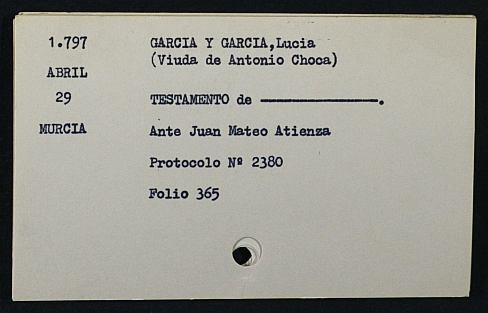 1.797 GARCIA Y GARCIA,Lucia
(Viuda de Antonio Choca)
ABRIL
29 TESTAMENTO de ———————.
MURCIA Ante Juan Mateo Atienza
Protocolo Nº 2380
Folio 365